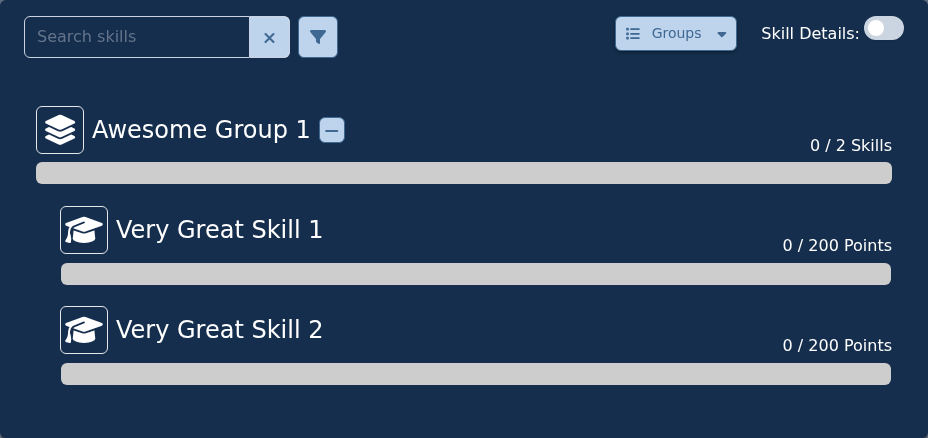 Search skills
Groups
Skill Details:
Awesome Group 1
0 / 2 Skills
Very Great Skill 1
0 / 200 Points
Very Great Skill 2
0 / 200 Points